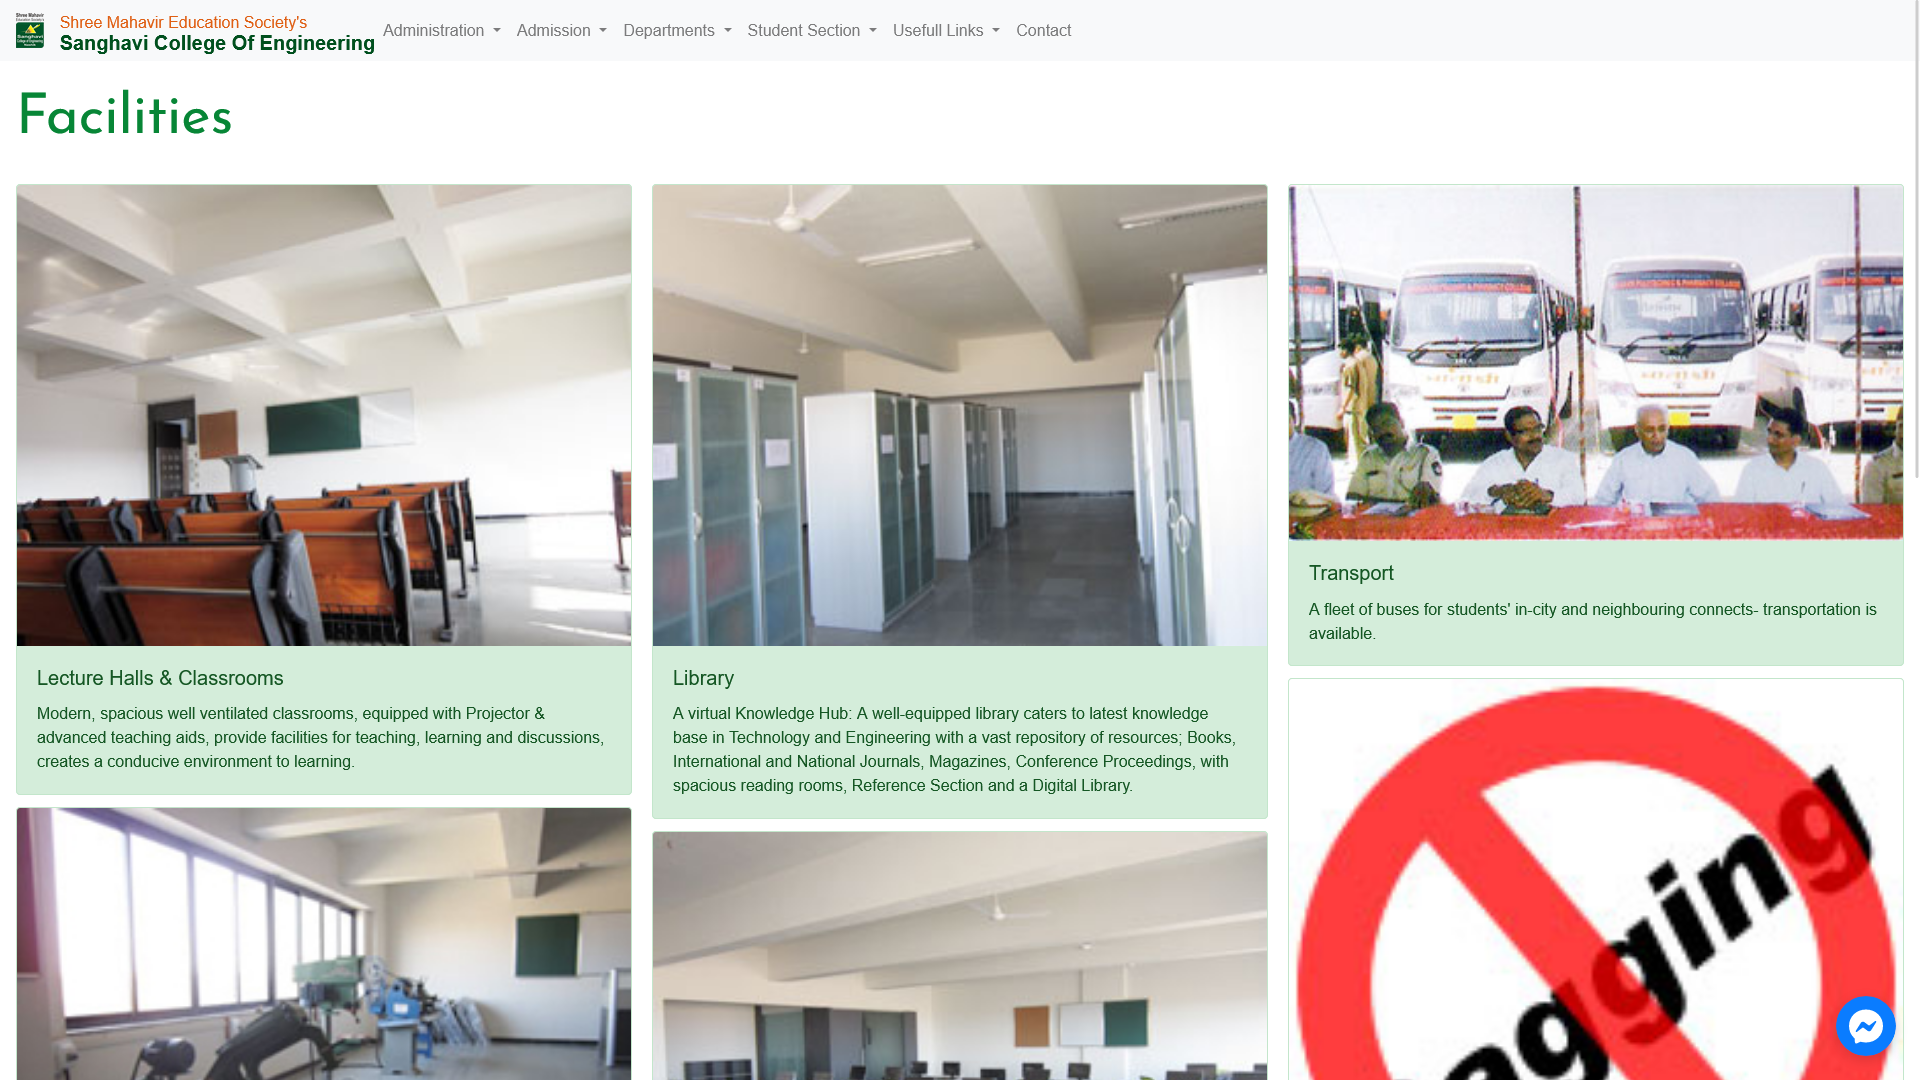 Shree Mahavir Education Society's
Sanghavi College Of Engineering
Administration
Admission
Departments
Student Section
Usefull Links
Contact
Facilities
Lecture Halls & Classrooms
Modern, spacious well ventilated classrooms, equipped with Projector &
advanced teaching aids, provide facilities for teaching, learning and discussions,
creates a conducive environment to learning.
Library
A virtual Knowledge Hub: A well-equipped library caters to latest knowledge
base in Technology and Engineering with a vast repository of resources; Books,
International and National Journals, Magazines, Conference Proceedings, with
spacious reading rooms, Reference Section and a Digital Library.
Transport
A fleet of buses for students' in-city and neighbouring connects- transportation is
available.
agging